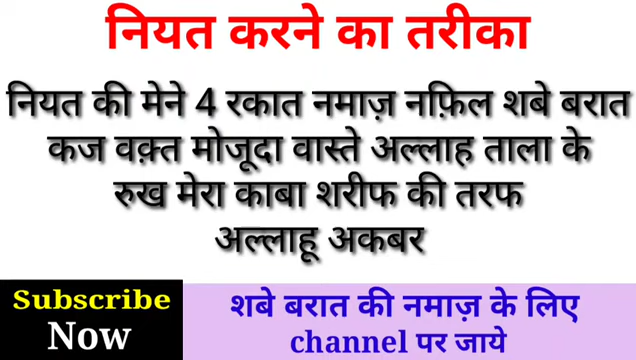 नियत करने का तरीका
नियत की मेने 4 रकात नमाज़ नफ़िल शबे बरात
कज वक़्त मोजूदा वास्ते अल्लाह ताला के
रुख मेरा काबा शरीफ की तरफ
अल्लाहू अकबर
Subscribe
Now
शबे बरात की नमाज़ के लिए
channel पर जाये